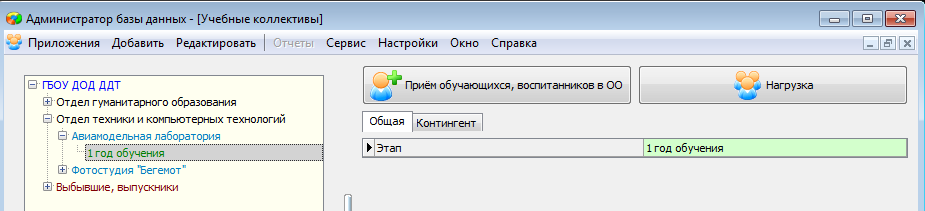 Администратор базы данных - [Учебные коллективы]
Приложения Добавить Редактировать Отчеты Сервис Настройки Окно Справка
ГБОУ ДОД ДДТ
Отдел гуманитарного образования
Отдел техники и компьютерных технологий
Авиамодельная лаборатория
1 год обучения
Фотостудия "Бегемот"
Выбывшие, выпускники
Приём обучающихся, воспитанников в ОО
Нагрузка
Общая Контингент
Этап 1 год обучения